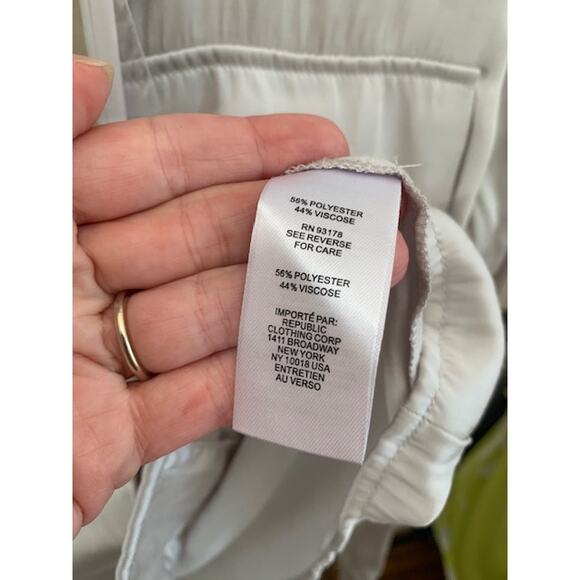 56% POLYESTER
44% VISCOSE
RN 93178
SEE REVERSE
FOR CARE
56% POLYESTER
44% VISCOSE
IMPORTÉ PAR:
REPUBLIC
CLOTHING CORP
1411 BROADWAY
NEW YORK
NY 10018 USA
ENTRETIEN
AU VERSO